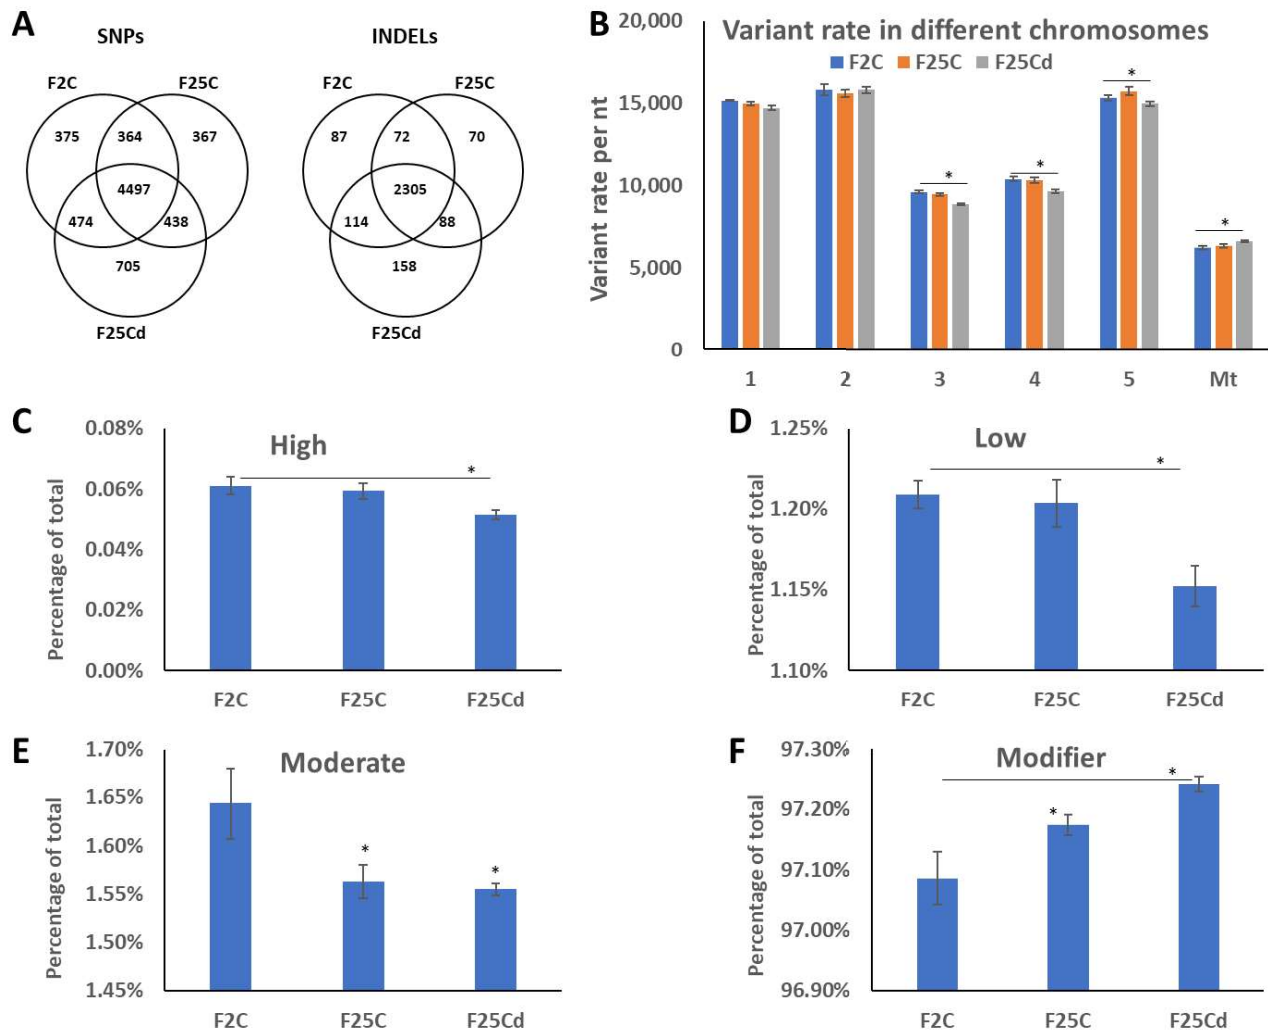 A
SNPs
INDELs
F2C
F25C
375
364
367
4497
474
438
705
F25Cd
F2C
F25C
87
72
70
2305
114
88
158
F25Cd
B
Variant rate in different chromosomes
F2C F25C F25Cd
Variant rate per nt
20,000
15,000
10,000
5,000
0
* * * *
1 2 3 4 5 Mt
C
High
Percentage of total
0.08%
0.06%
0.04%
0.02%
0.00%
*
F2C F25C F25Cd
D
Low
Percentage of total
1.25%
1.20%
1.15%
1.10%
*
F2C F25C F25Cd
E
Moderate
Percentage of total
1.70%
1.65%
1.60%
1.55%
1.50%
1.45%
* *
F2C F25C F25Cd
F
Modifier
Percentage of total
97.30%
97.20%
97.10%
97.00%
96.90%
* *
F2C F25C F25Cd